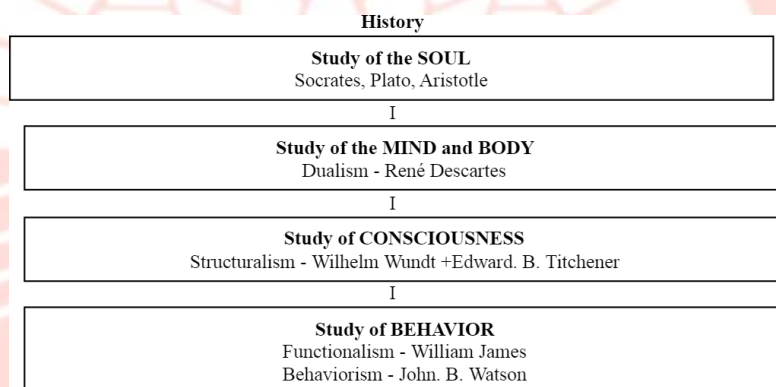 History
Study of the SOUL
Socrates, Plato, Aristotle
I
Study of the MIND and BODY
Dualism - René Descartes
I
Study of CONSCIOUSNESS
Structuralism - Wilhelm Wundt +Edward. B. Titchener
I
Study of BEHAVIOR
Functionalism - William James
Behaviorism - John. B. Watson